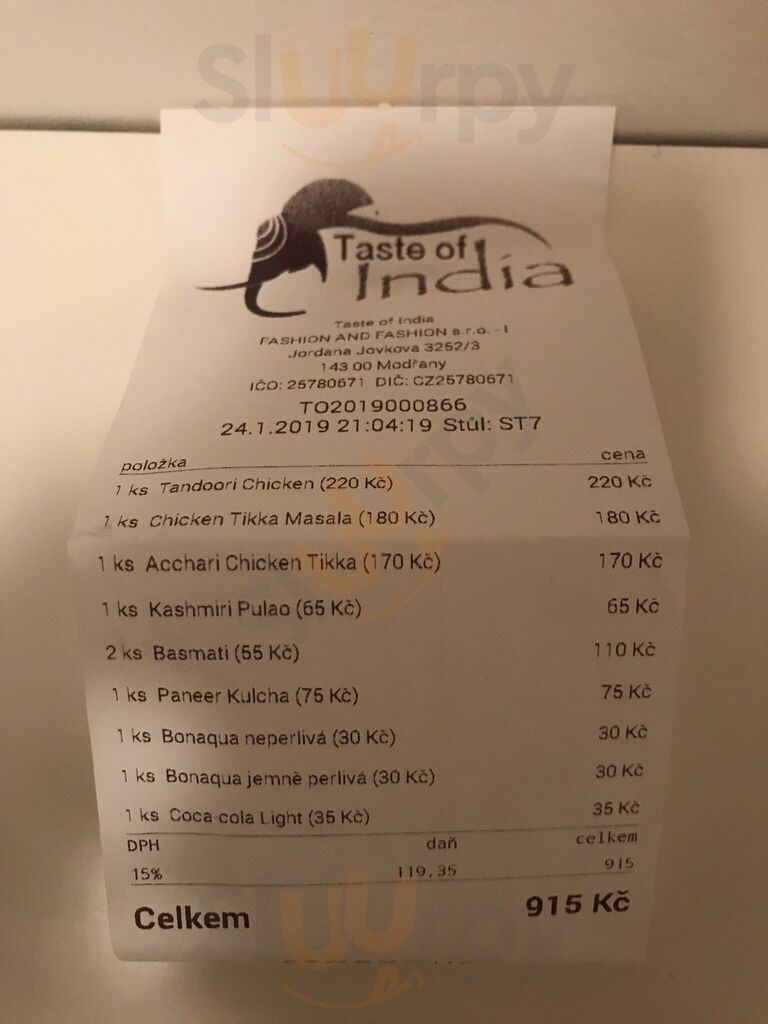 Sluurpy
Taste of
India
Taste of India
FASHION AND FASHION s.r.o. - I
Jordana Jovkova 3252/3
143 00 Modřany
IČO: 25780671 DIČ: CZ25780671
TO2019000866
24.1.2019 21:04:19 Stůl: ST7
položka cena
1 ks Tandoori Chicken (220 Kč) 220 Kč
1 ks Chicken Tikka Masala (180 Kč) 180 Kč
1 ks Acchari Chicken Tikka (170 Kč) 170 Kč
1 ks Kashmiri Pulao (65 Kč) 65 Kč
2 ks Basmati (55 Kč) 110 Kč
1 ks Paneer Kulcha (75 Kč) 75 Kč
1 ks Bonaqua neperlivá (30 Kč) 30 Kč
1 ks Bonaqua jemně perlivá (30 Kč) 30 Kč
1 ks Coca-cola Light (35 Kč) 35 Kč
DPH daň celkem
15% 119,35 915
Celkem 915 Kč